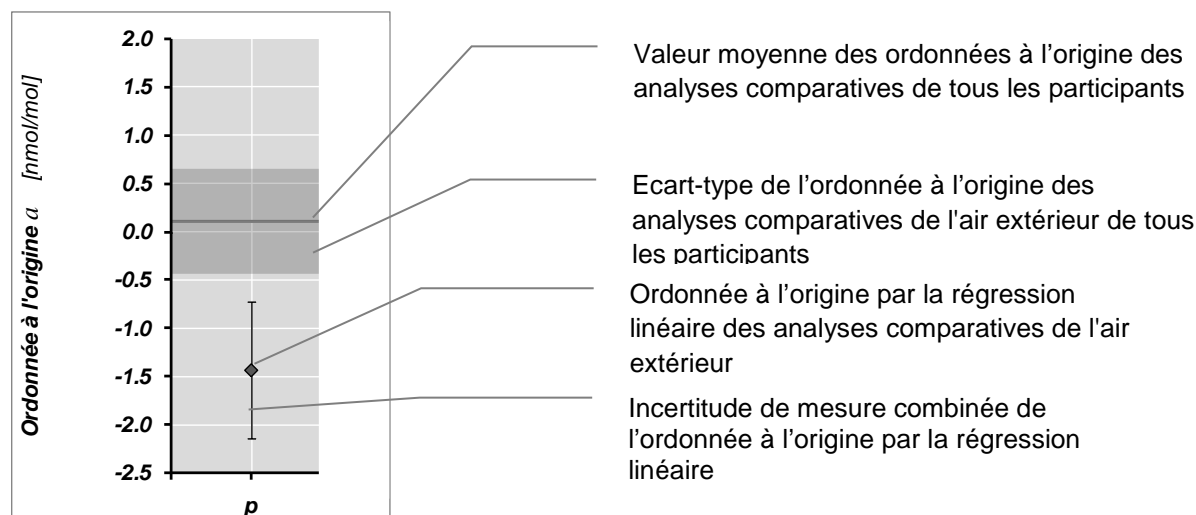 Ordonnée à l'origine a [nmol/mol]
2.0
1.5
1.0
0.5
0.0
-0.5
-1.0
-1.5
-2.0
-2.5
p
Valeur moyenne des ordonnées à l’origine des
analyses comparatives de tous les participants
Ecart-type de l’ordonnée à l’origine des
analyses comparatives de l'air extérieur de tous
les participants
Ordonnée à l’origine par la régression
linéaire des analyses comparatives de l'air
extérieur
Incertitude de mesure combinée de
l’ordonnée à l’origine par la régression
linéaire